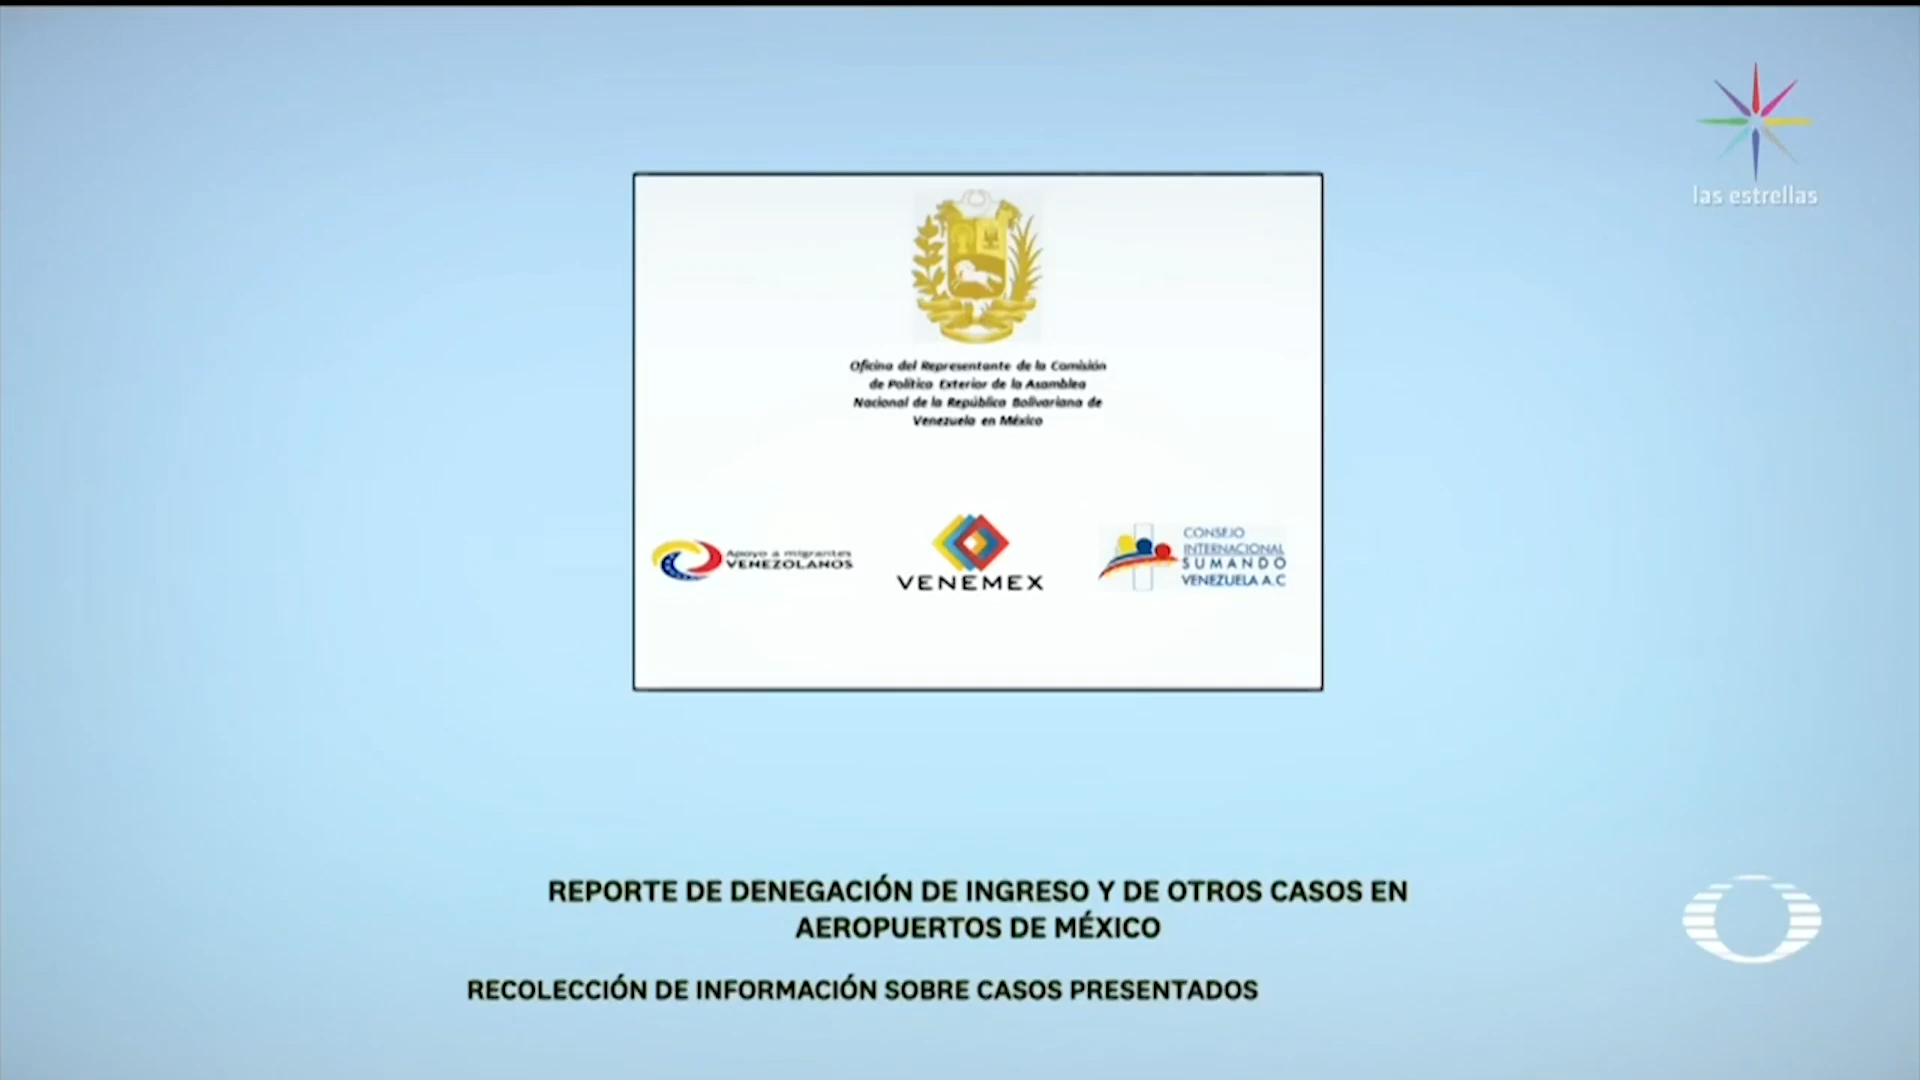 las estrellas
Oficina del Representante de la Comisión
de Política Exterior de la Asamblea
Nacional de la República Bolivariana de
Venezuela en México
Apoyo a migrantes
VENEZOLANOS
VENEMEX
CONSEJO
INTERNACIONAL
SUMANDO
VENEZUELA A.C
REPORTE DE DENEGACIÓN DE INGRESO Y DE OTROS CASOS EN
AEROPUERTOS DE MÉXICO
RECOLECCIÓN DE INFORMACIÓN SOBRE CASOS PRESENTADOS